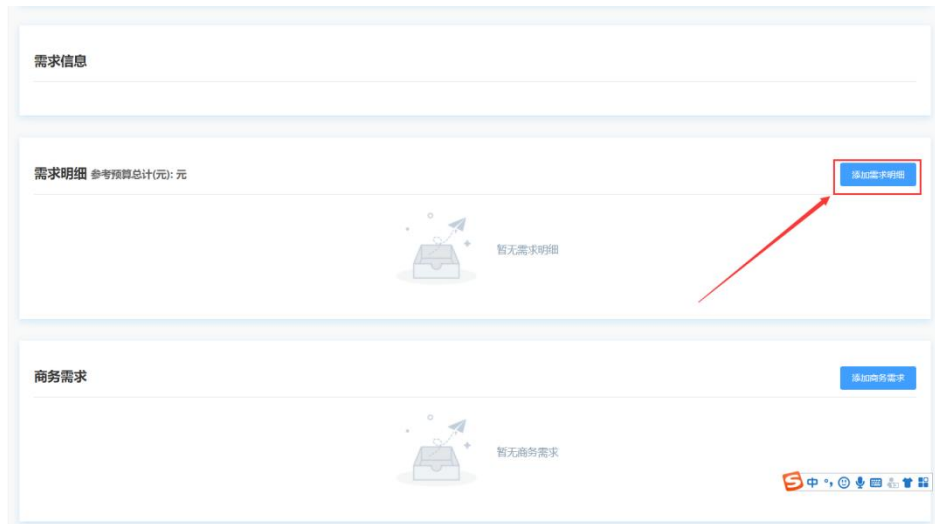 需求信息
需求明细 参考预算总计(元): 元
添加需求明细
暂无需求明细
商务需求
添加商务需求
暂无商务需求
中